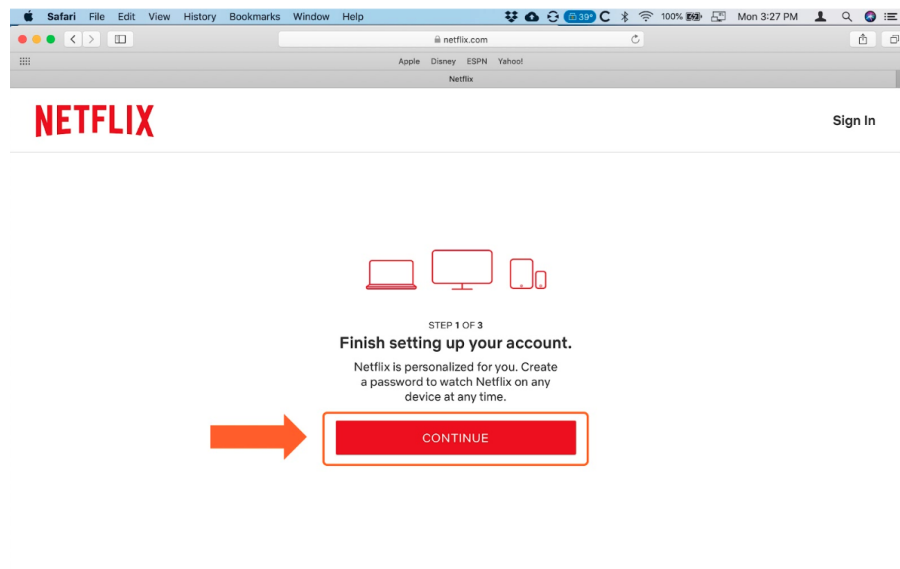 Safari File Edit View History Bookmarks Window Help 39° 100% Mon 3:27 PM
netflix.com
Apple Disney ESPN Yahoo!
Netflix
NETFLIX
Sign In
STEP 1 OF 3
Finish setting up your account.
Netflix is personalized for you. Create
a password to watch Netflix on any
device at any time.
CONTINUE